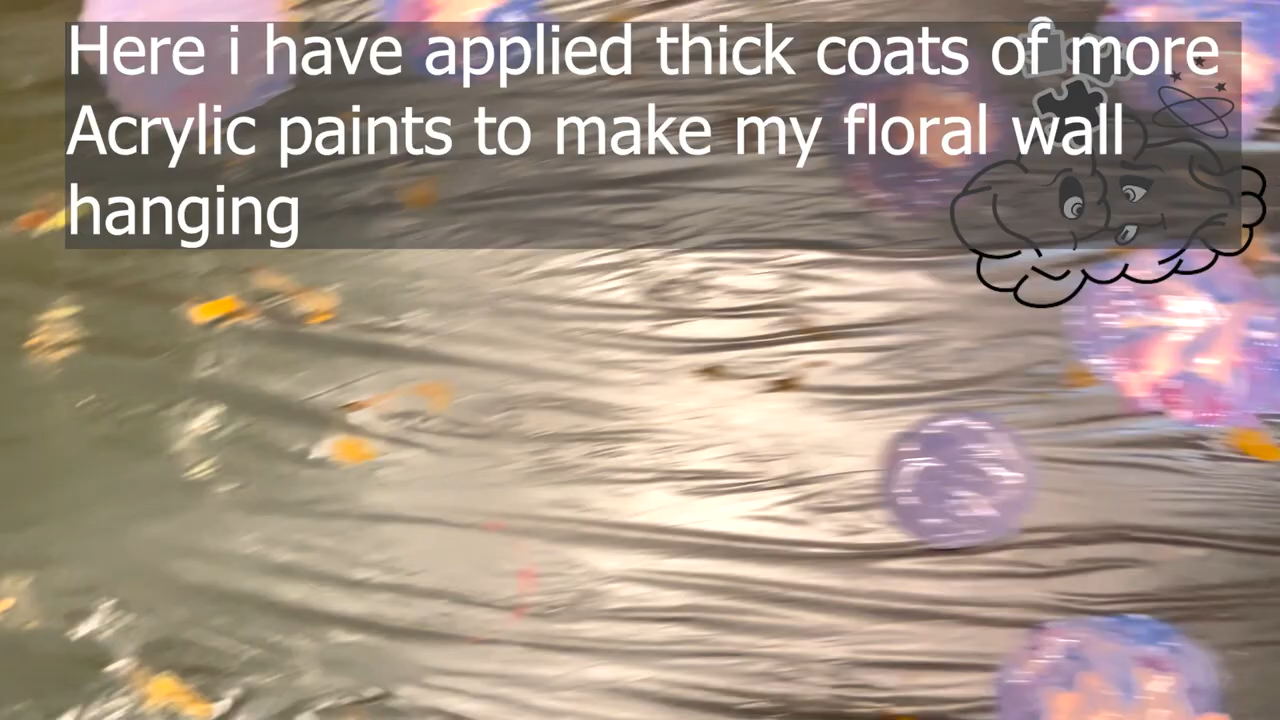 Here i have applied thick coats of more
Acrylic paints to make my floral wall
hanging